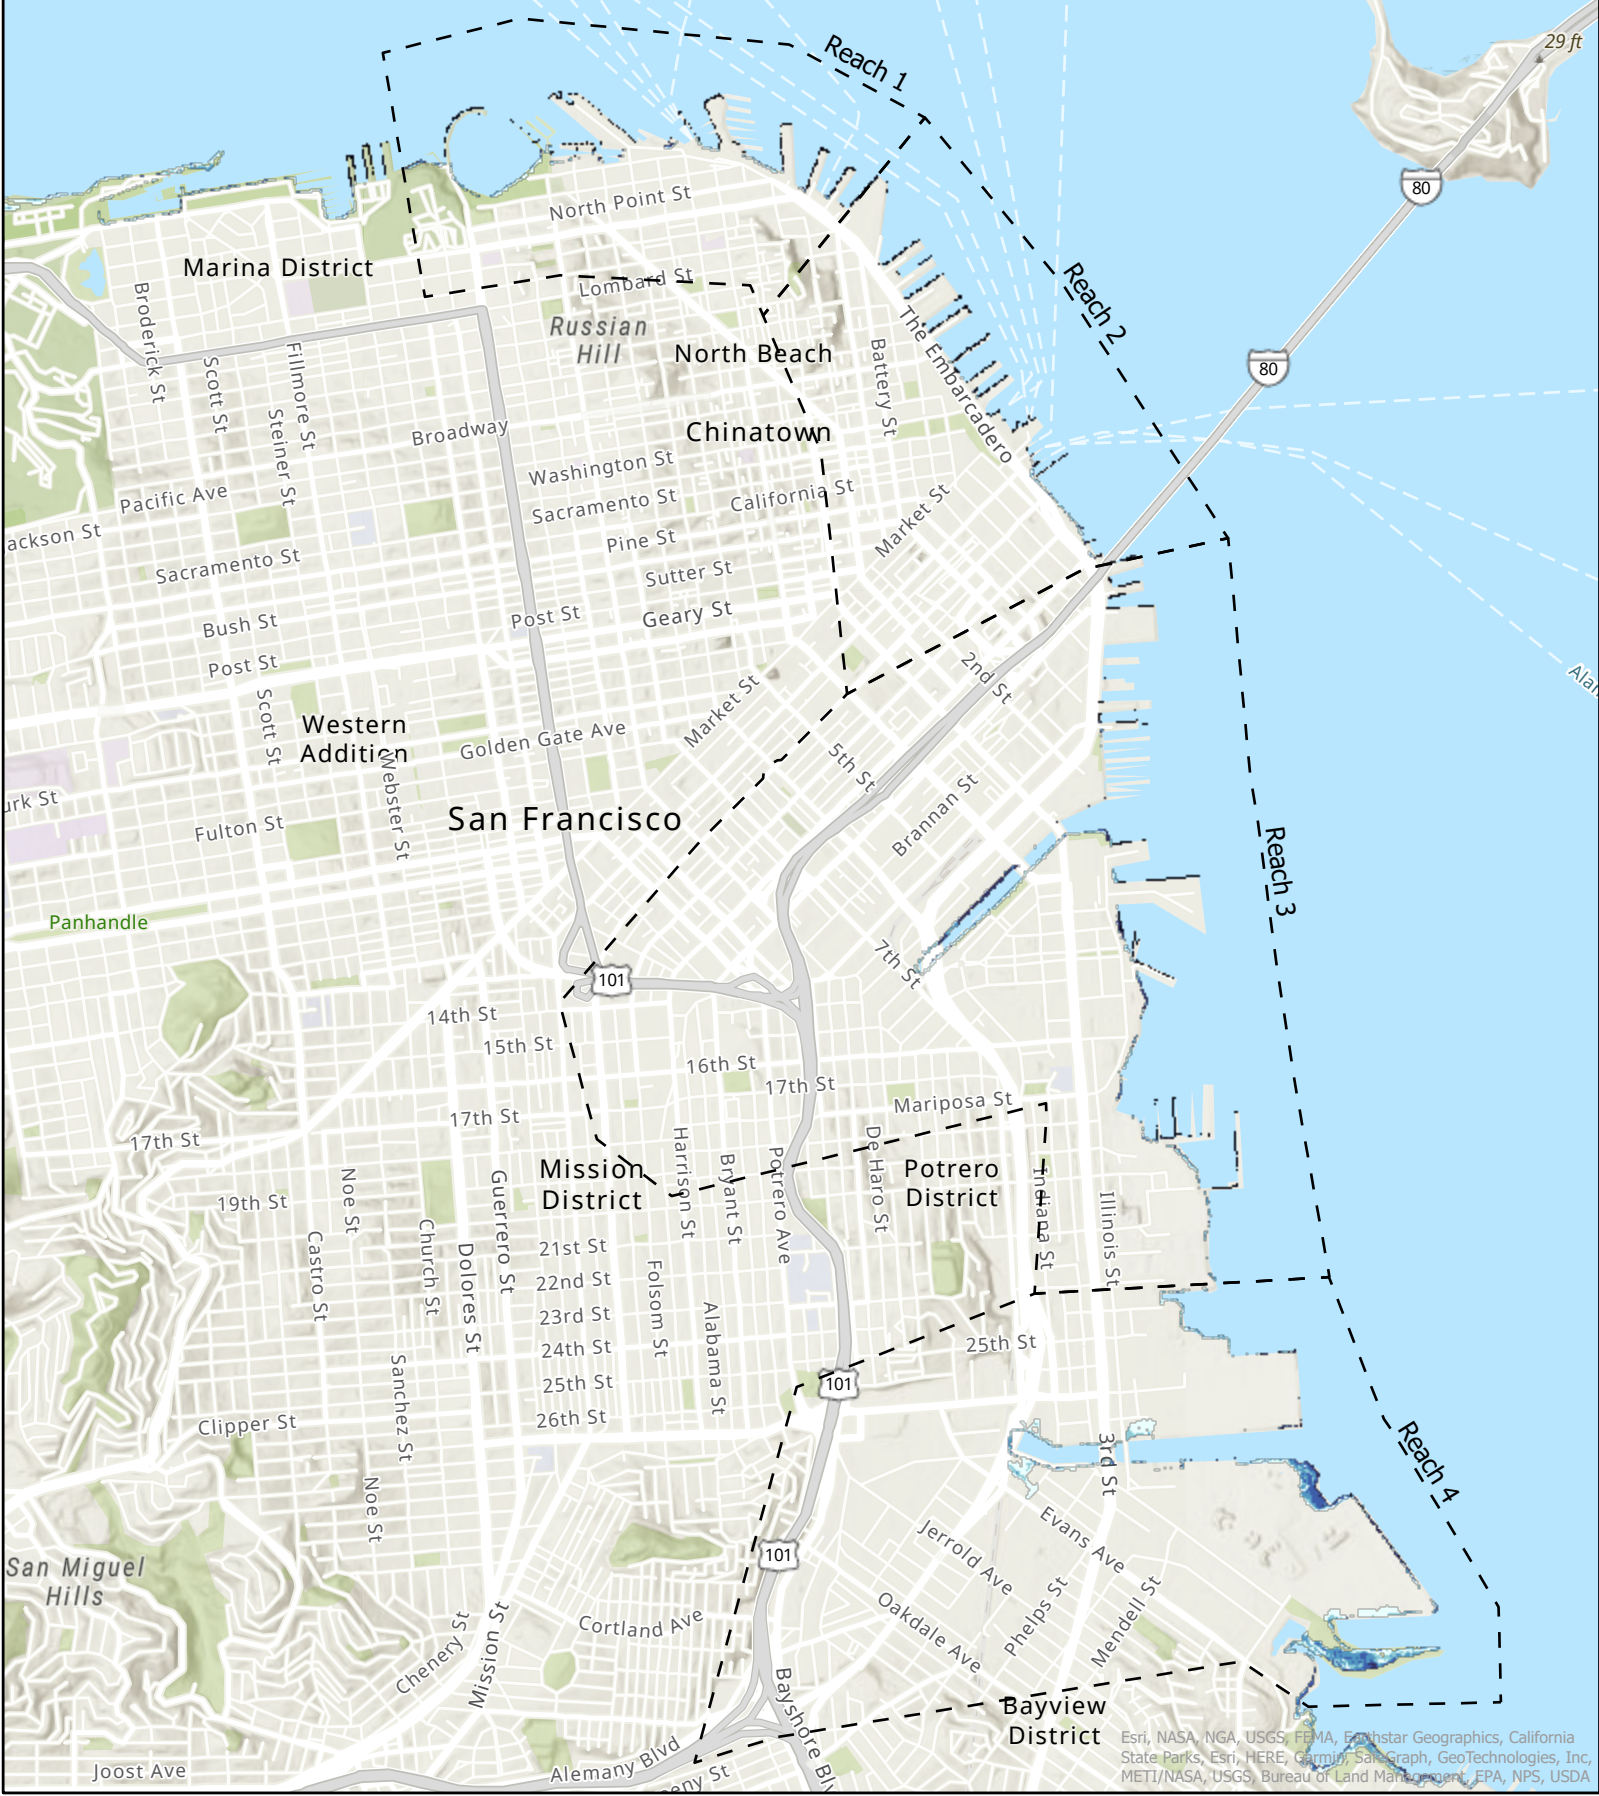 Reach 1
29 ft
80
North Point St
Marina District
Lombard St
Reach 2
Broderick St
Scott St
Fillmore St
Steiner St
Russian
Hill
North Beach
Battery St
The Embarcadero
80
Broadway
Chinatown
Washington St
Pacific Ave
Sacramento St
California St
Market St
ackson St
Pine St
Sacramento St
Sutter St
Bush St
Post St
Geary St
Post St
2nd St
Alan
Scott St
Western
Addition
Golden Gate Ave
Market St
5th St
Webster St
urk St
Fulton St
San Francisco
Brannan St
Reach 3
Panhandle
7th St
101
14th St
15th St
16th St
17th St
17th St
Mariposa St
17th St
Harrison St
Bryant St
Potrero Ave
De Haro St
Mission
District
Potrero
District
Indiana St
Illinois St
19th St
Noe St
Guerrero St
Castro St
Church St
Dolores St
21st St
22nd St
23rd St
24th St
25th St
26th St
Folsom St
Alabama St
25th St
101
Sanchez St
Clipper St
Noe St
3rd St
Reach 4
Evans Ave
Jerrold Ave
101
San Miguel
Hills
Phelps St
Mendell St
Oakdale Ave
Cortland Ave
Chenery St
Mission St
Bayshore Blv
Bayview
District
Alemany Blvd
Joost Ave
eny St
Esri, NASA, NGA, USGS, FEMA, Earthstar Geographics, California
State Parks, Esri, HERE, Garmin, SafeGraph, GeoTechnologies, Inc,
METI/NASA, USGS, Bureau of Land Management, EPA, NPS, USDA